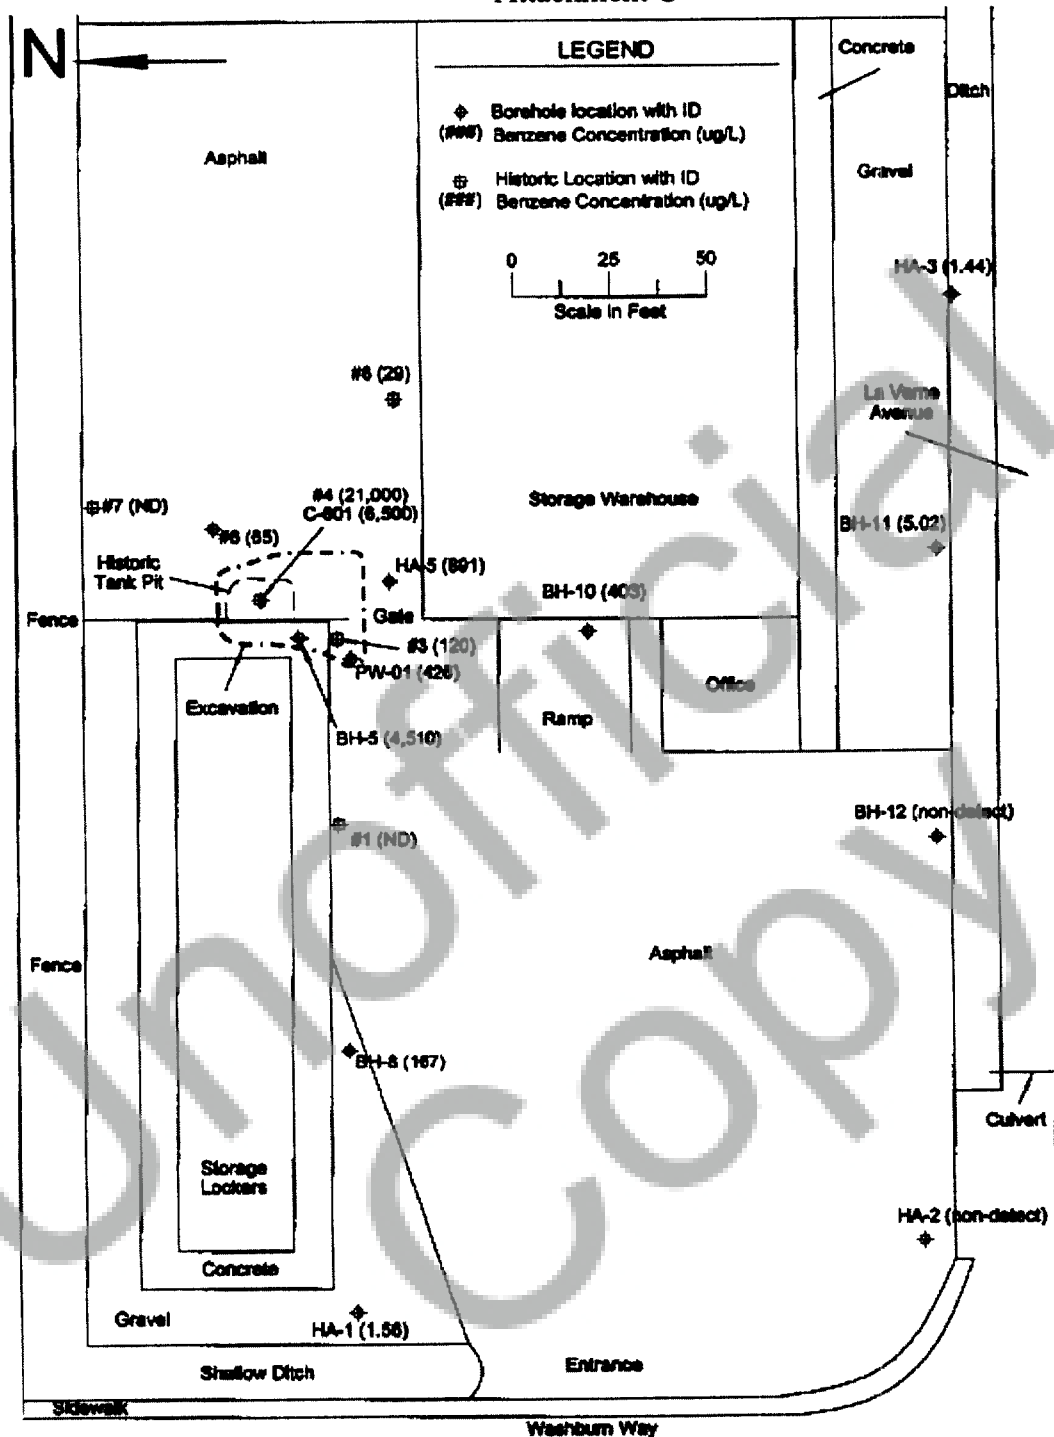 N
LEGEND
Borehole location with ID
(###) Benzene Concentration (ug/L)
Historic Location with ID
(###) Benzene Concentration (ug/L)
0 25 50
Scale in Feet
Concrete
Ditch
Asphalt
Gravel
HA-3 (1.44)
#6 (29)
La Verne
Avenue
#7 (ND)
#4 (21,000)
C-601 (6,500)
Storage Warehouse
#6 (65)
BH-11 (5.02)
Historic
Tank Pit
HA-5 (891)
BH-10 (403)
Fence
Gate
#3 (120)
PW-01 (426)
Office
Excavation
Ramp
BH-5 (4,510)
BH-12 (non-detect)
#1 (ND)
Asphalt
Fence
BH-8 (167)
Culvert
Storage
Lockers
HA-2 (non-detect)
Concrete
Gravel
HA-1 (1.56)
Shallow Ditch
Entrance
Sidewalk
Washburn Way
Unofficial
Copy